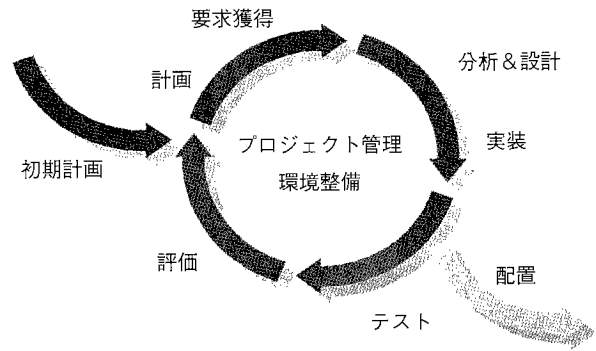 要求獲得
計画
分析＆設計
初期計画
プロジェクト管理
環境整備
実装
評価
配置
テスト